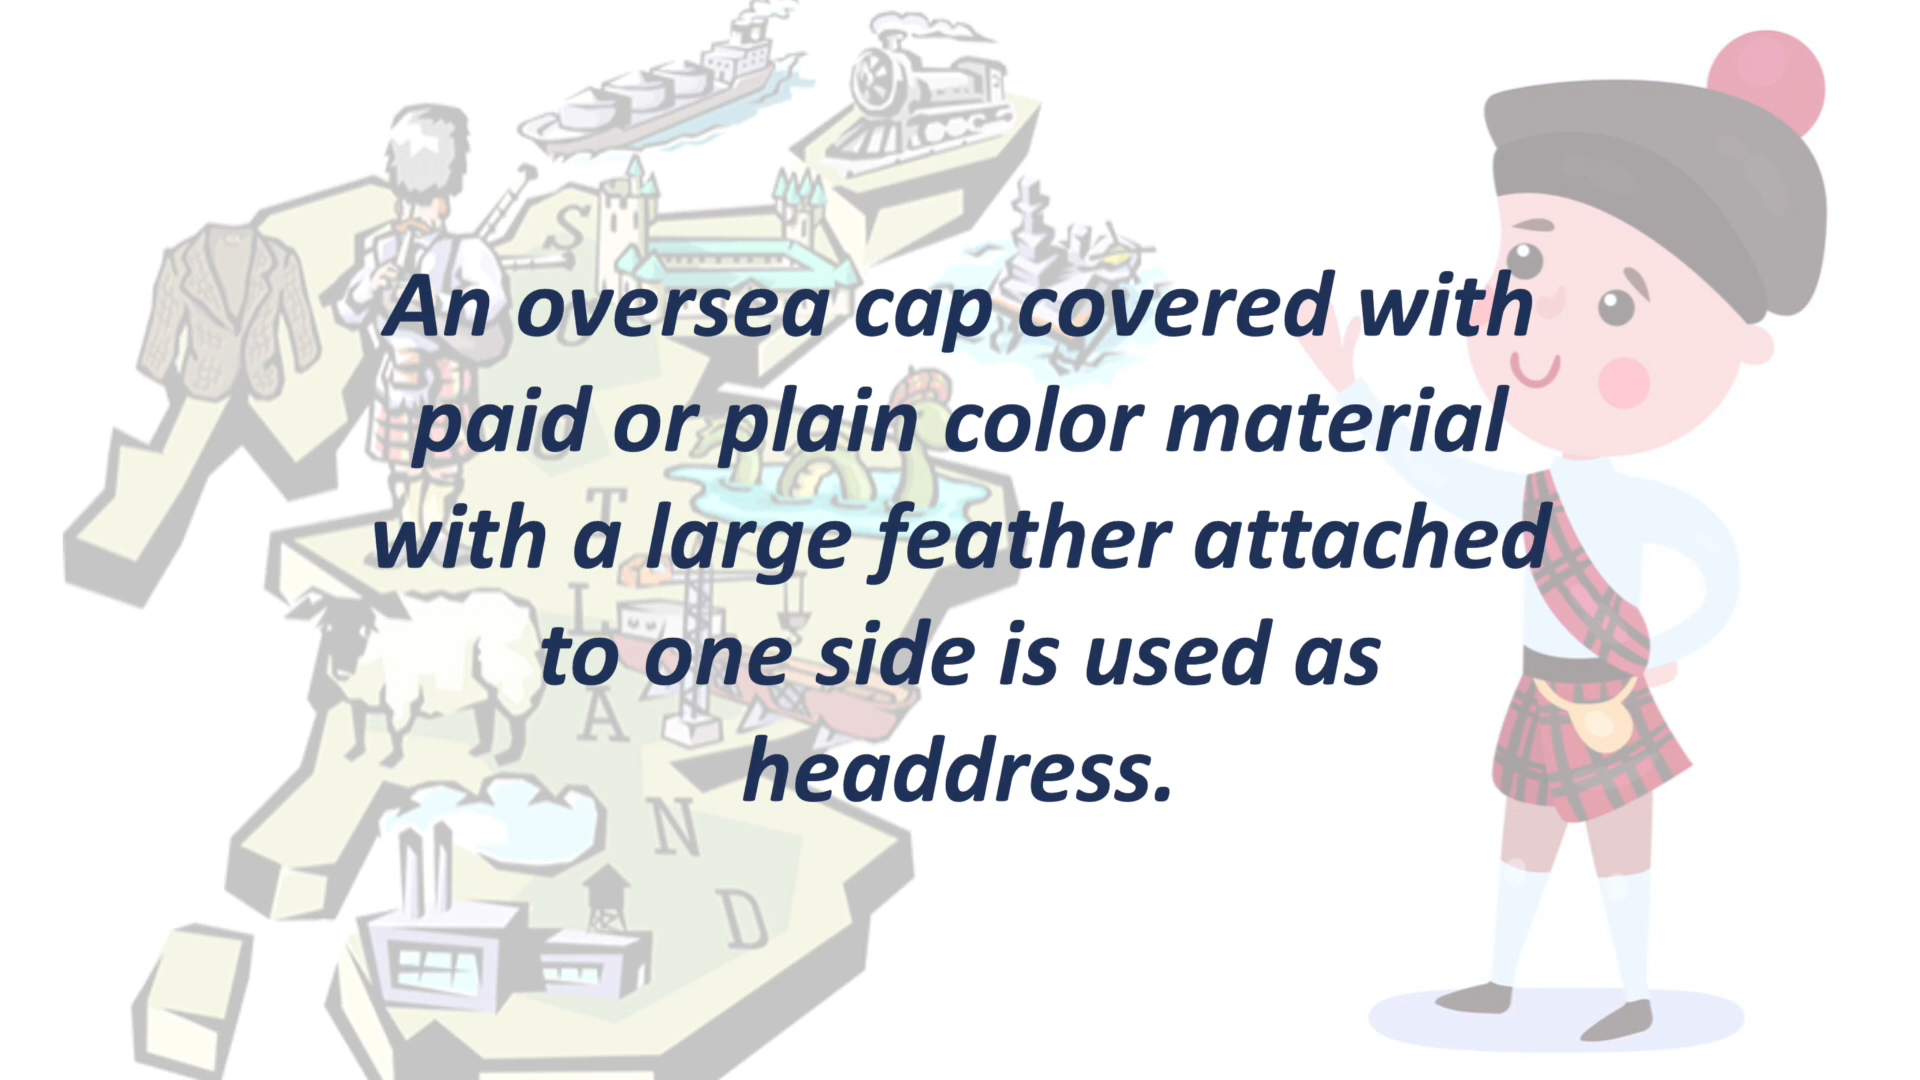 An oversea cap covered with
paid or plain color material
with a large feather attached
to one side is used as
headdress.
S
C
O
T
L
A
N
D